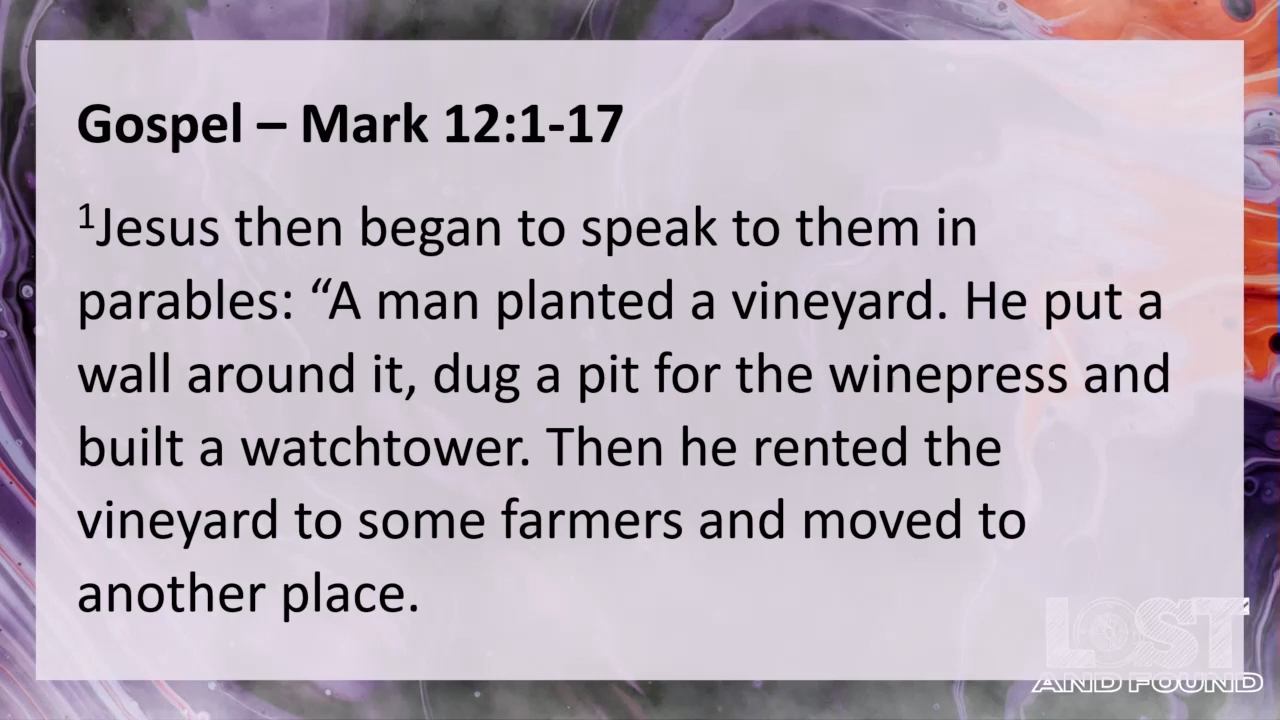 Gospel – Mark 12:1-17
¹Jesus then began to speak to them in
parables: “A man planted a vineyard. He put a
wall around it, dug a pit for the winepress and
built a watchtower. Then he rented the
vineyard to some farmers and moved to
another place.
LOST
AND FOUND